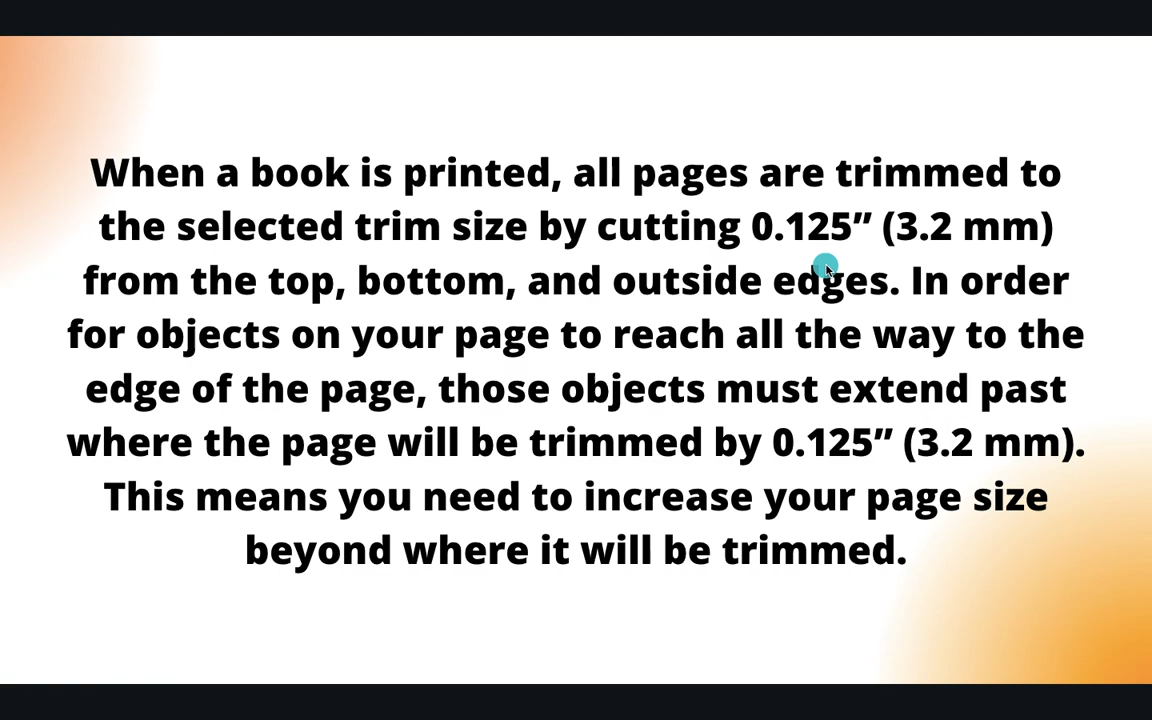 When a book is printed, all pages are trimmed to
the selected trim size by cutting 0.125” (3.2 mm)
from the top, bottom, and outside edges. In order
for objects on your page to reach all the way to the
edge of the page, those objects must extend past
where the page will be trimmed by 0.125” (3.2 mm).
This means you need to increase your page size
beyond where it will be trimmed.